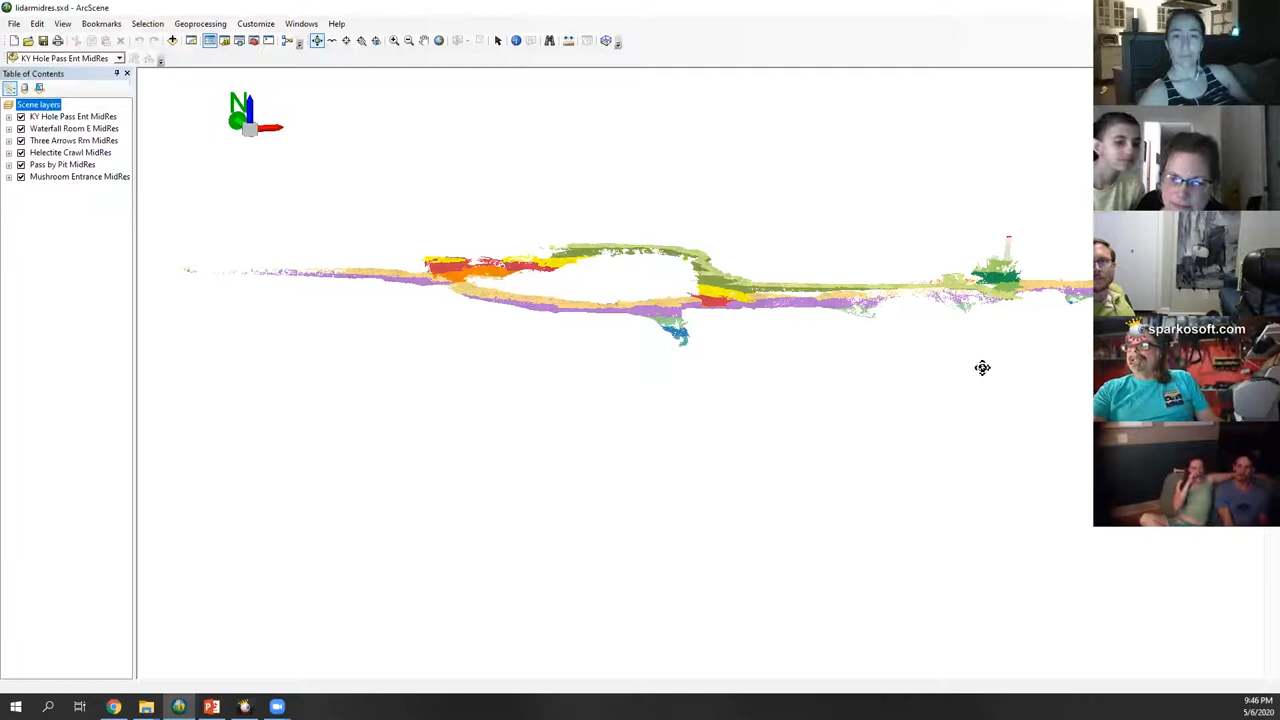 lidarmidres.sxd - ArcScene
File Edit View Bookmarks Selection Geoprocessing Customize Windows Help
KY Hole Pass Ent MidRes
Table of Contents
Scene layers
KY Hole Pass Ent MidRes
Waterfall Room E MidRes
Three Arrows Rm MidRes
Helectite Crawl MidRes
Pass by Pit MidRes
Mushroom Entrance MidRes
N
sparkosoft.com
9:46 PM
5/6/2020